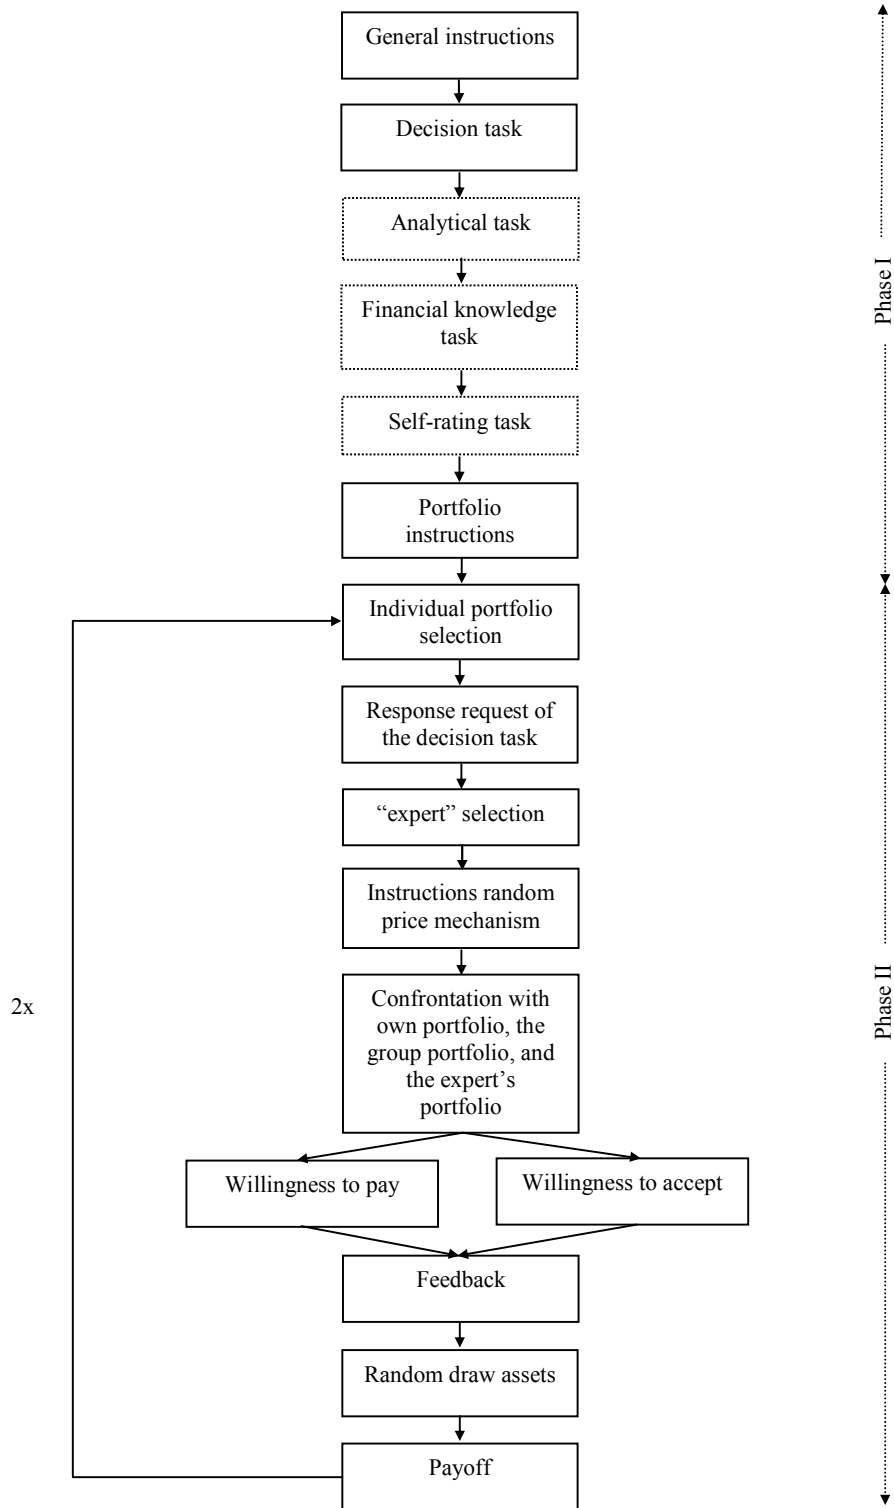 General instructions
Decision task
Analytical task
Financial knowledge
task
Self-rating task
Portfolio
instructions
Phase I
Individual portfolio
selection
Response request of
the decision task
“expert” selection
Instructions random
price mechanism
Confrontation with
own portfolio, the
group portfolio, and
the expert’s
portfolio
2x
Phase II
Willingness to pay
Willingness to accept
Feedback
Random draw assets
Payoff